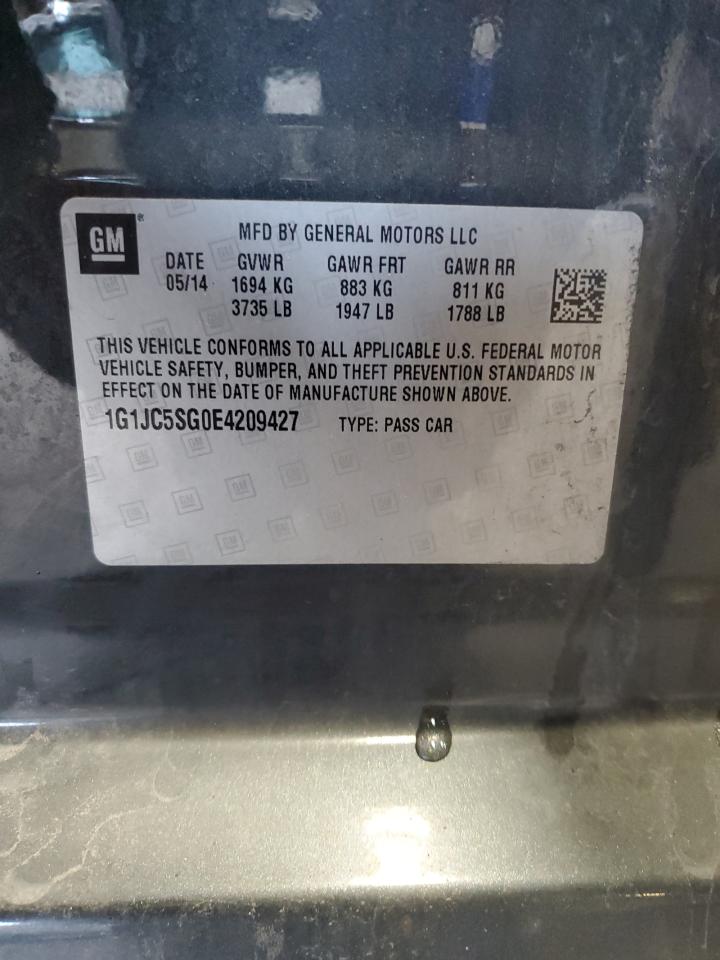 GM
MFD BY GENERAL MOTORS LLC
DATE GVWR GAWR FRT GAWR RR
05/14 1694 KG 883 KG 811 KG
3735 LB 1947 LB 1788 LB
THIS VEHICLE CONFORMS TO ALL APPLICABLE U.S. FEDERAL MOTOR
VEHICLE SAFETY, BUMPER, AND THEFT PREVENTION STANDARDS IN
EFFECT ON THE DATE OF MANUFACTURE SHOWN ABOVE.
1G1JC5SG0E4209427 TYPE: PASS CAR